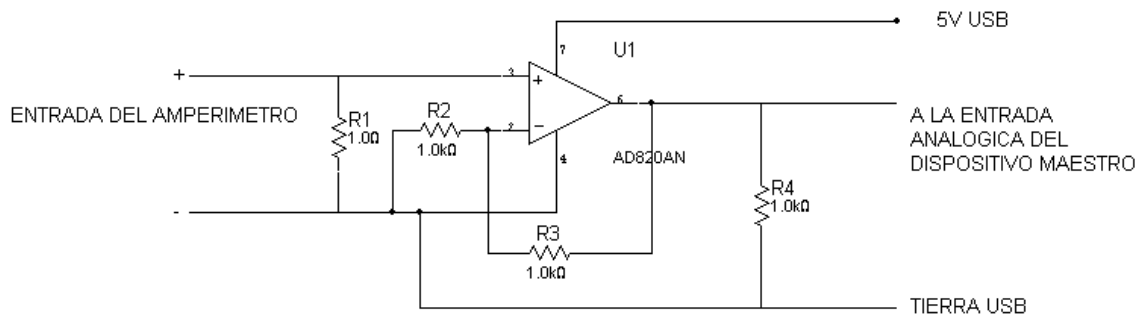 5V USB
7
U1
+
3
+
6
ENTRADA DEL AMPERIMETRO
R1
1.0Ω
R2
1.0kΩ
2
−
4
AD820AN
A LA ENTRADA
ANALOGICA DEL
DISPOSITIVO MAESTRO
R4
1.0kΩ
-
R3
1.0kΩ
TIERRA USB